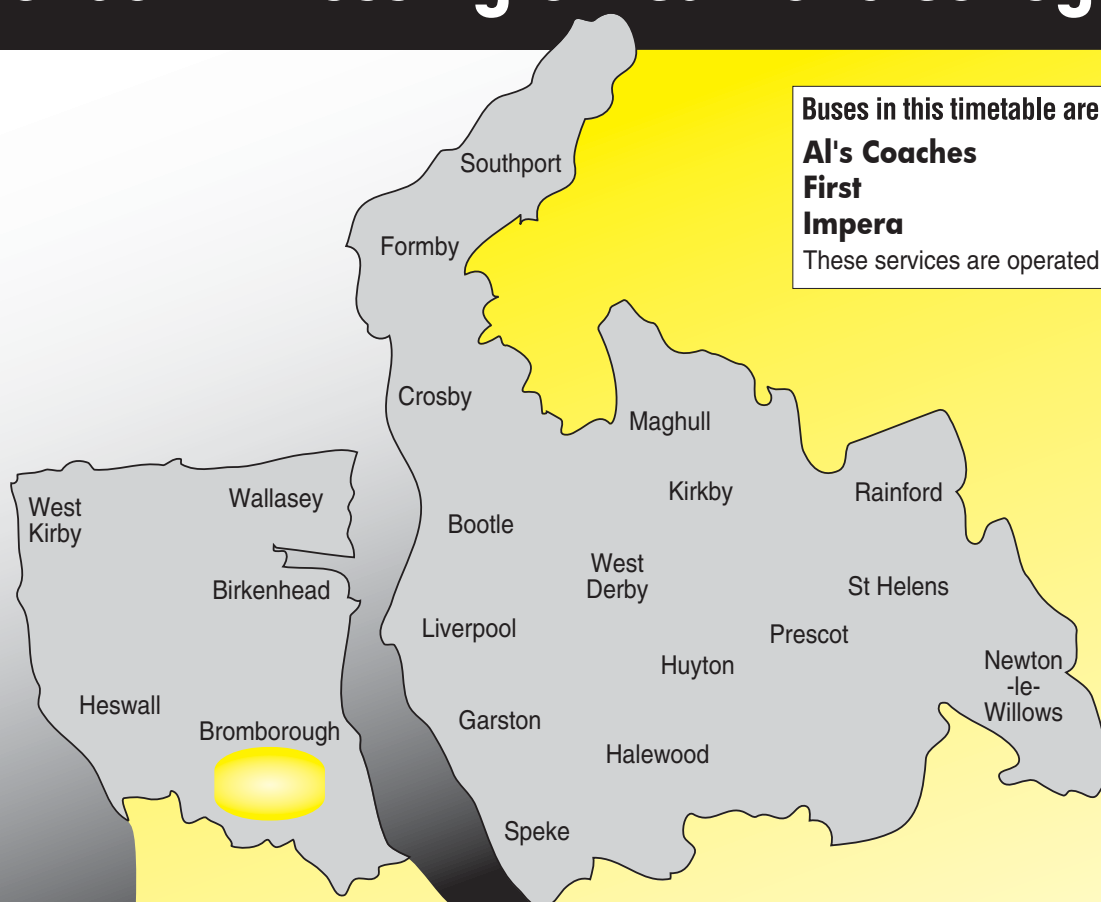 Buses in this timetable are
Al's Coaches
First
Impera
These services are operated
Southport
Formby
Crosby
Maghull
Kirkby
Rainford
West
Kirby
Wallasey
Bootle
West
Derby
Birkenhead
St Helens
Liverpool
Prescot
Huyton
Newton
-le-
Willows
Heswall
Garston
Bromborough
Halewood
Speke